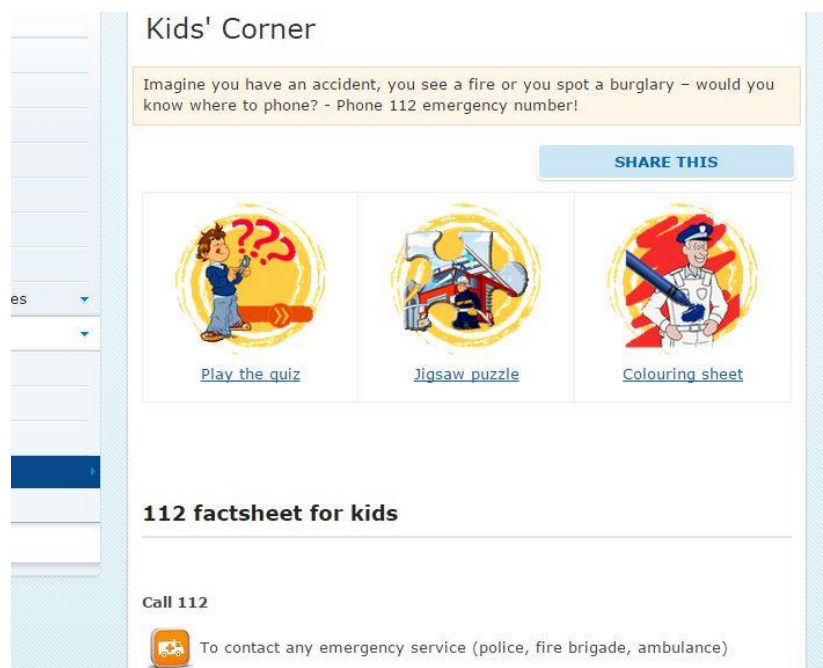 Kids' Corner
Imagine you have an accident, you see a fire or you spot a burglary – would you
know where to phone? - Phone 112 emergency number!
SHARE THIS
???
Play the quiz
Jigsaw puzzle
Colouring sheet
es
112 factsheet for kids
Call 112
To contact any emergency service (police, fire brigade, ambulance)